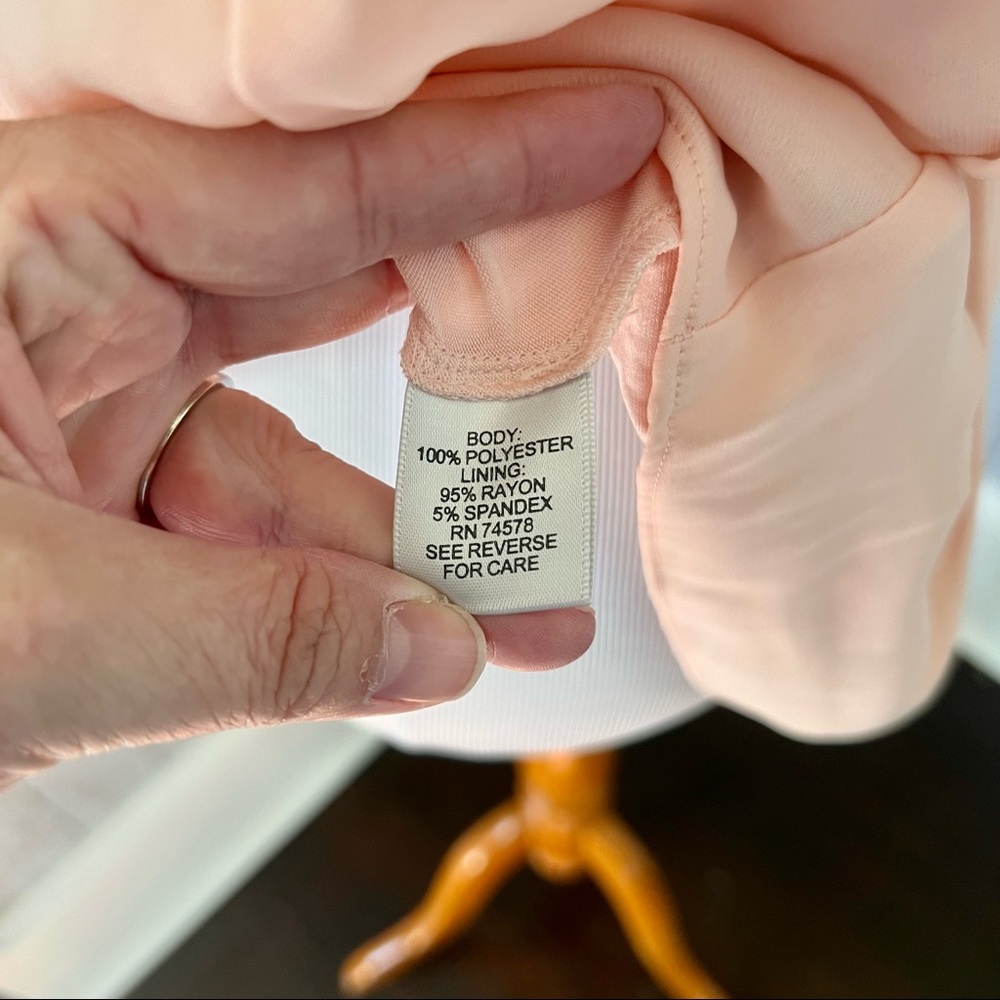 BODY:
100% POLYESTER
LINING:
95% RAYON
5% SPANDEX
RN 74578
SEE REVERSE
FOR CARE